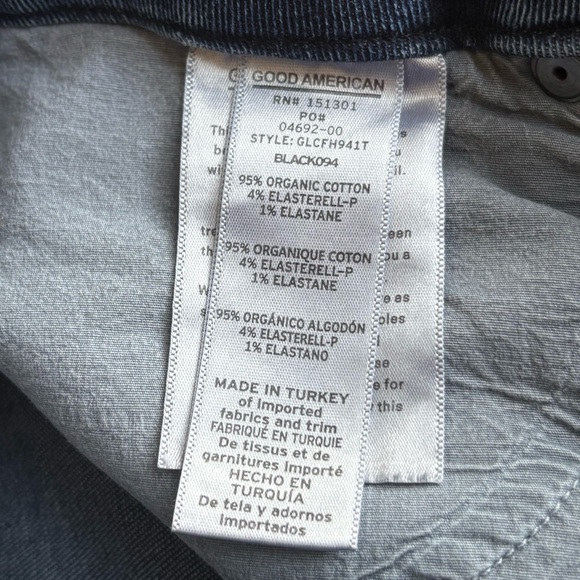 GOOD AMERICAN
RN# 151301
PO#
04692-00
STYLE: GLCFH941T
BLACK094
95% ORGANIC COTTON
4% ELASTERELL-P
1% ELASTANE
95% ORGANIQUE COTON
4% ELASTERELL-P
1% ELASTANE
95% ORGÁNICO ALGODÓN
4% ELASTERELL-P
1% ELASTANO
MADE IN TURKEY
of Imported
fabrics and trim
FABRIQUÉ EN TURQUIE
De tissus et de
garnitures Importé
HECHO EN
TURQUÍA
De tela y adornos
Importados